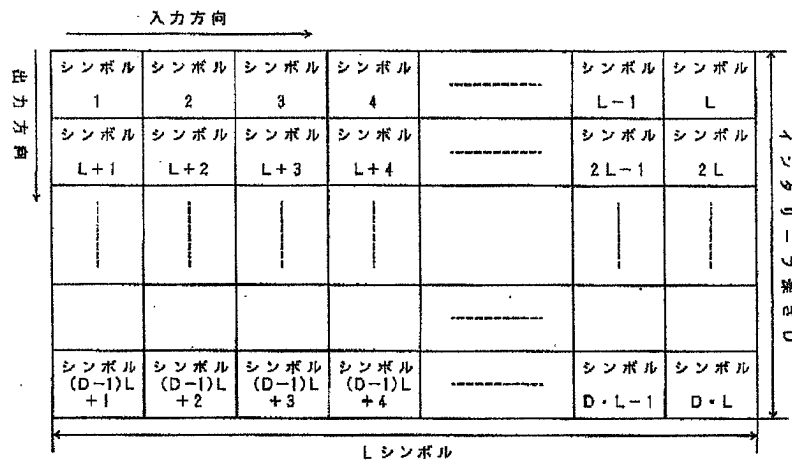 入力方向
出力方向
シンボル シンボル シンボル シンボル シンボル シンボル
1 2 3 4 L-1 L
シンボル シンボル シンボル シンボル シンボル シンボル
L+1 L+2 L+3 L+4 2L-1 2L
シンボル シンボル シンボル シンボル シンボル シンボル
(D-1)L (D-1)L (D-1)L (D-1)L
+1 +2 +3 +4 D・L-1 D・L
インタリーブ深さD
Lシンボル